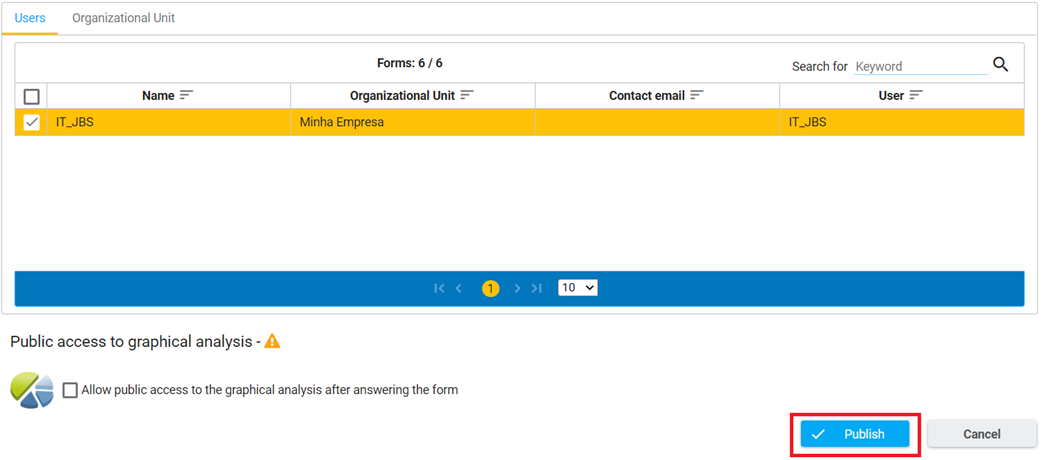 Users Organizational Unit
Forms: 6 / 6
Search for Keyword
Name Organizational Unit Contact email User
IT_JBS Minha Empresa IT_JBS
1 10
Public access to graphical analysis -
Allow public access to the graphical analysis after answering the form
Publish Cancel